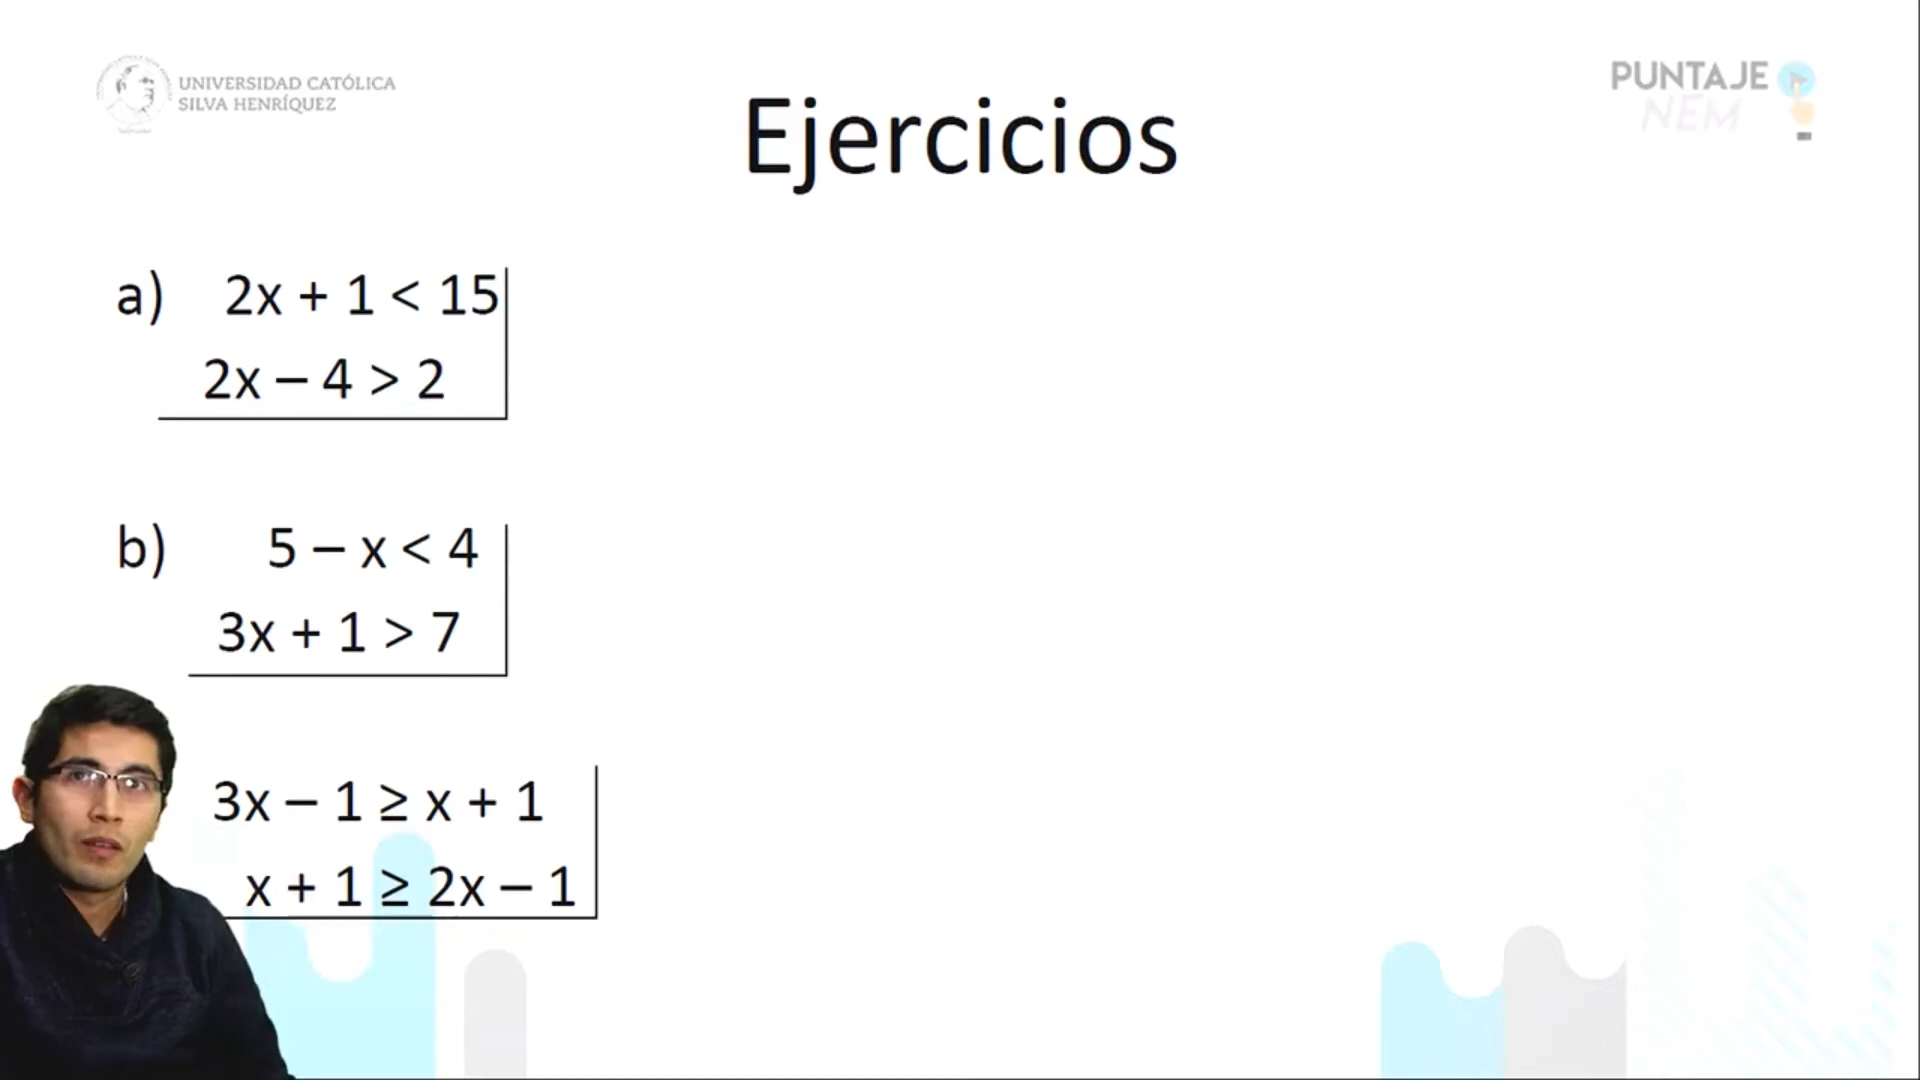 UNIVERSIDAD CATÓLICA
SILVA HENRÍQUEZ
PUNTAJE
NEM
Ejercicios
a) 2x + 1 < 15
2x – 4 > 2
b) 5 – x < 4
3x + 1 > 7
3x – 1 ≥ x + 1
x + 1 ≥ 2x – 1